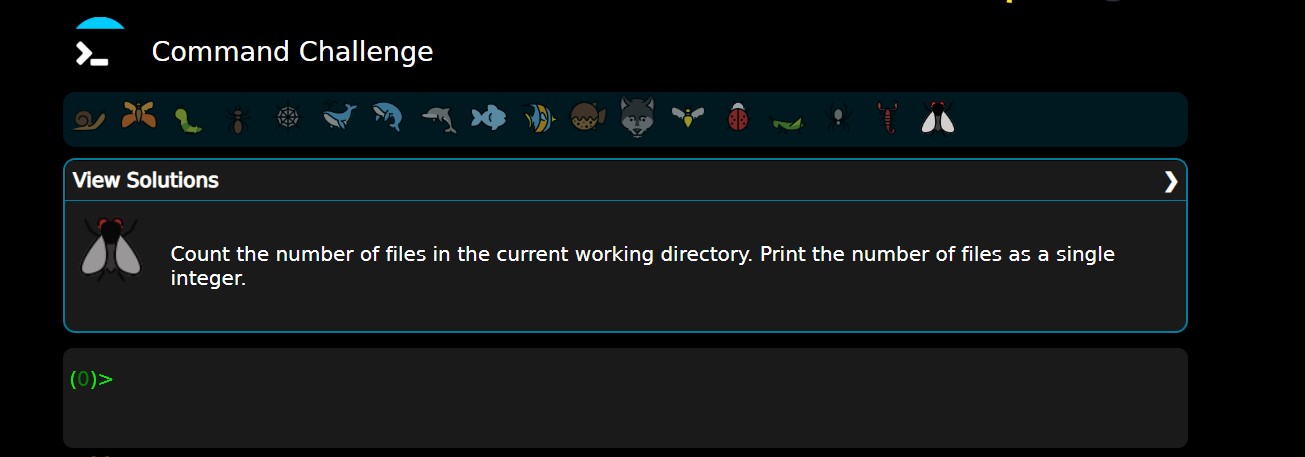 Command Challenge
View Solutions
Count the number of files in the current working directory. Print the number of files as a single
integer.
(0)>